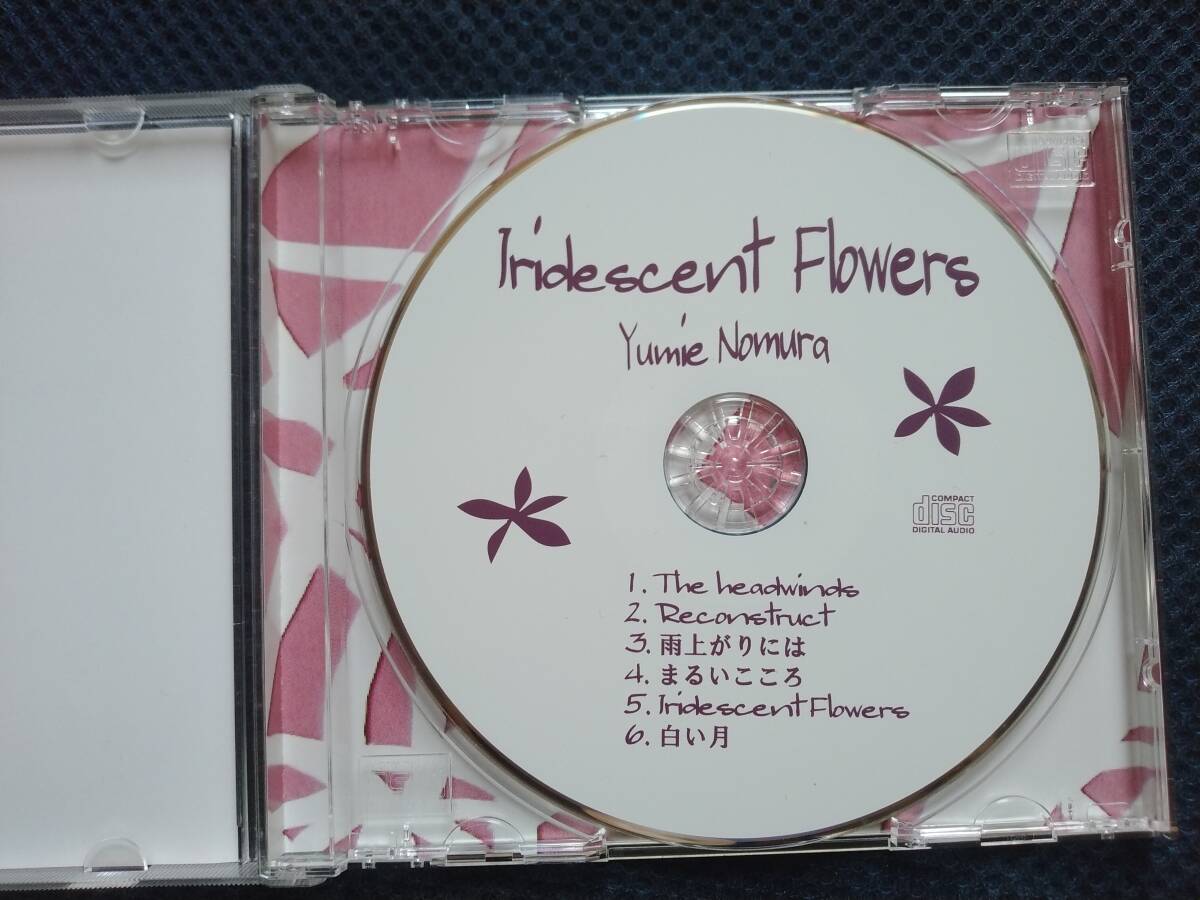 Iridescent Flowers
Yumie Nomura
COMPACT
disc
DIGITAL AUDIO
1. The headwinds
2. Reconstruct
3. 雨上がりには
4. まるいこころ
5. Iridescent Flowers
6. 白い月